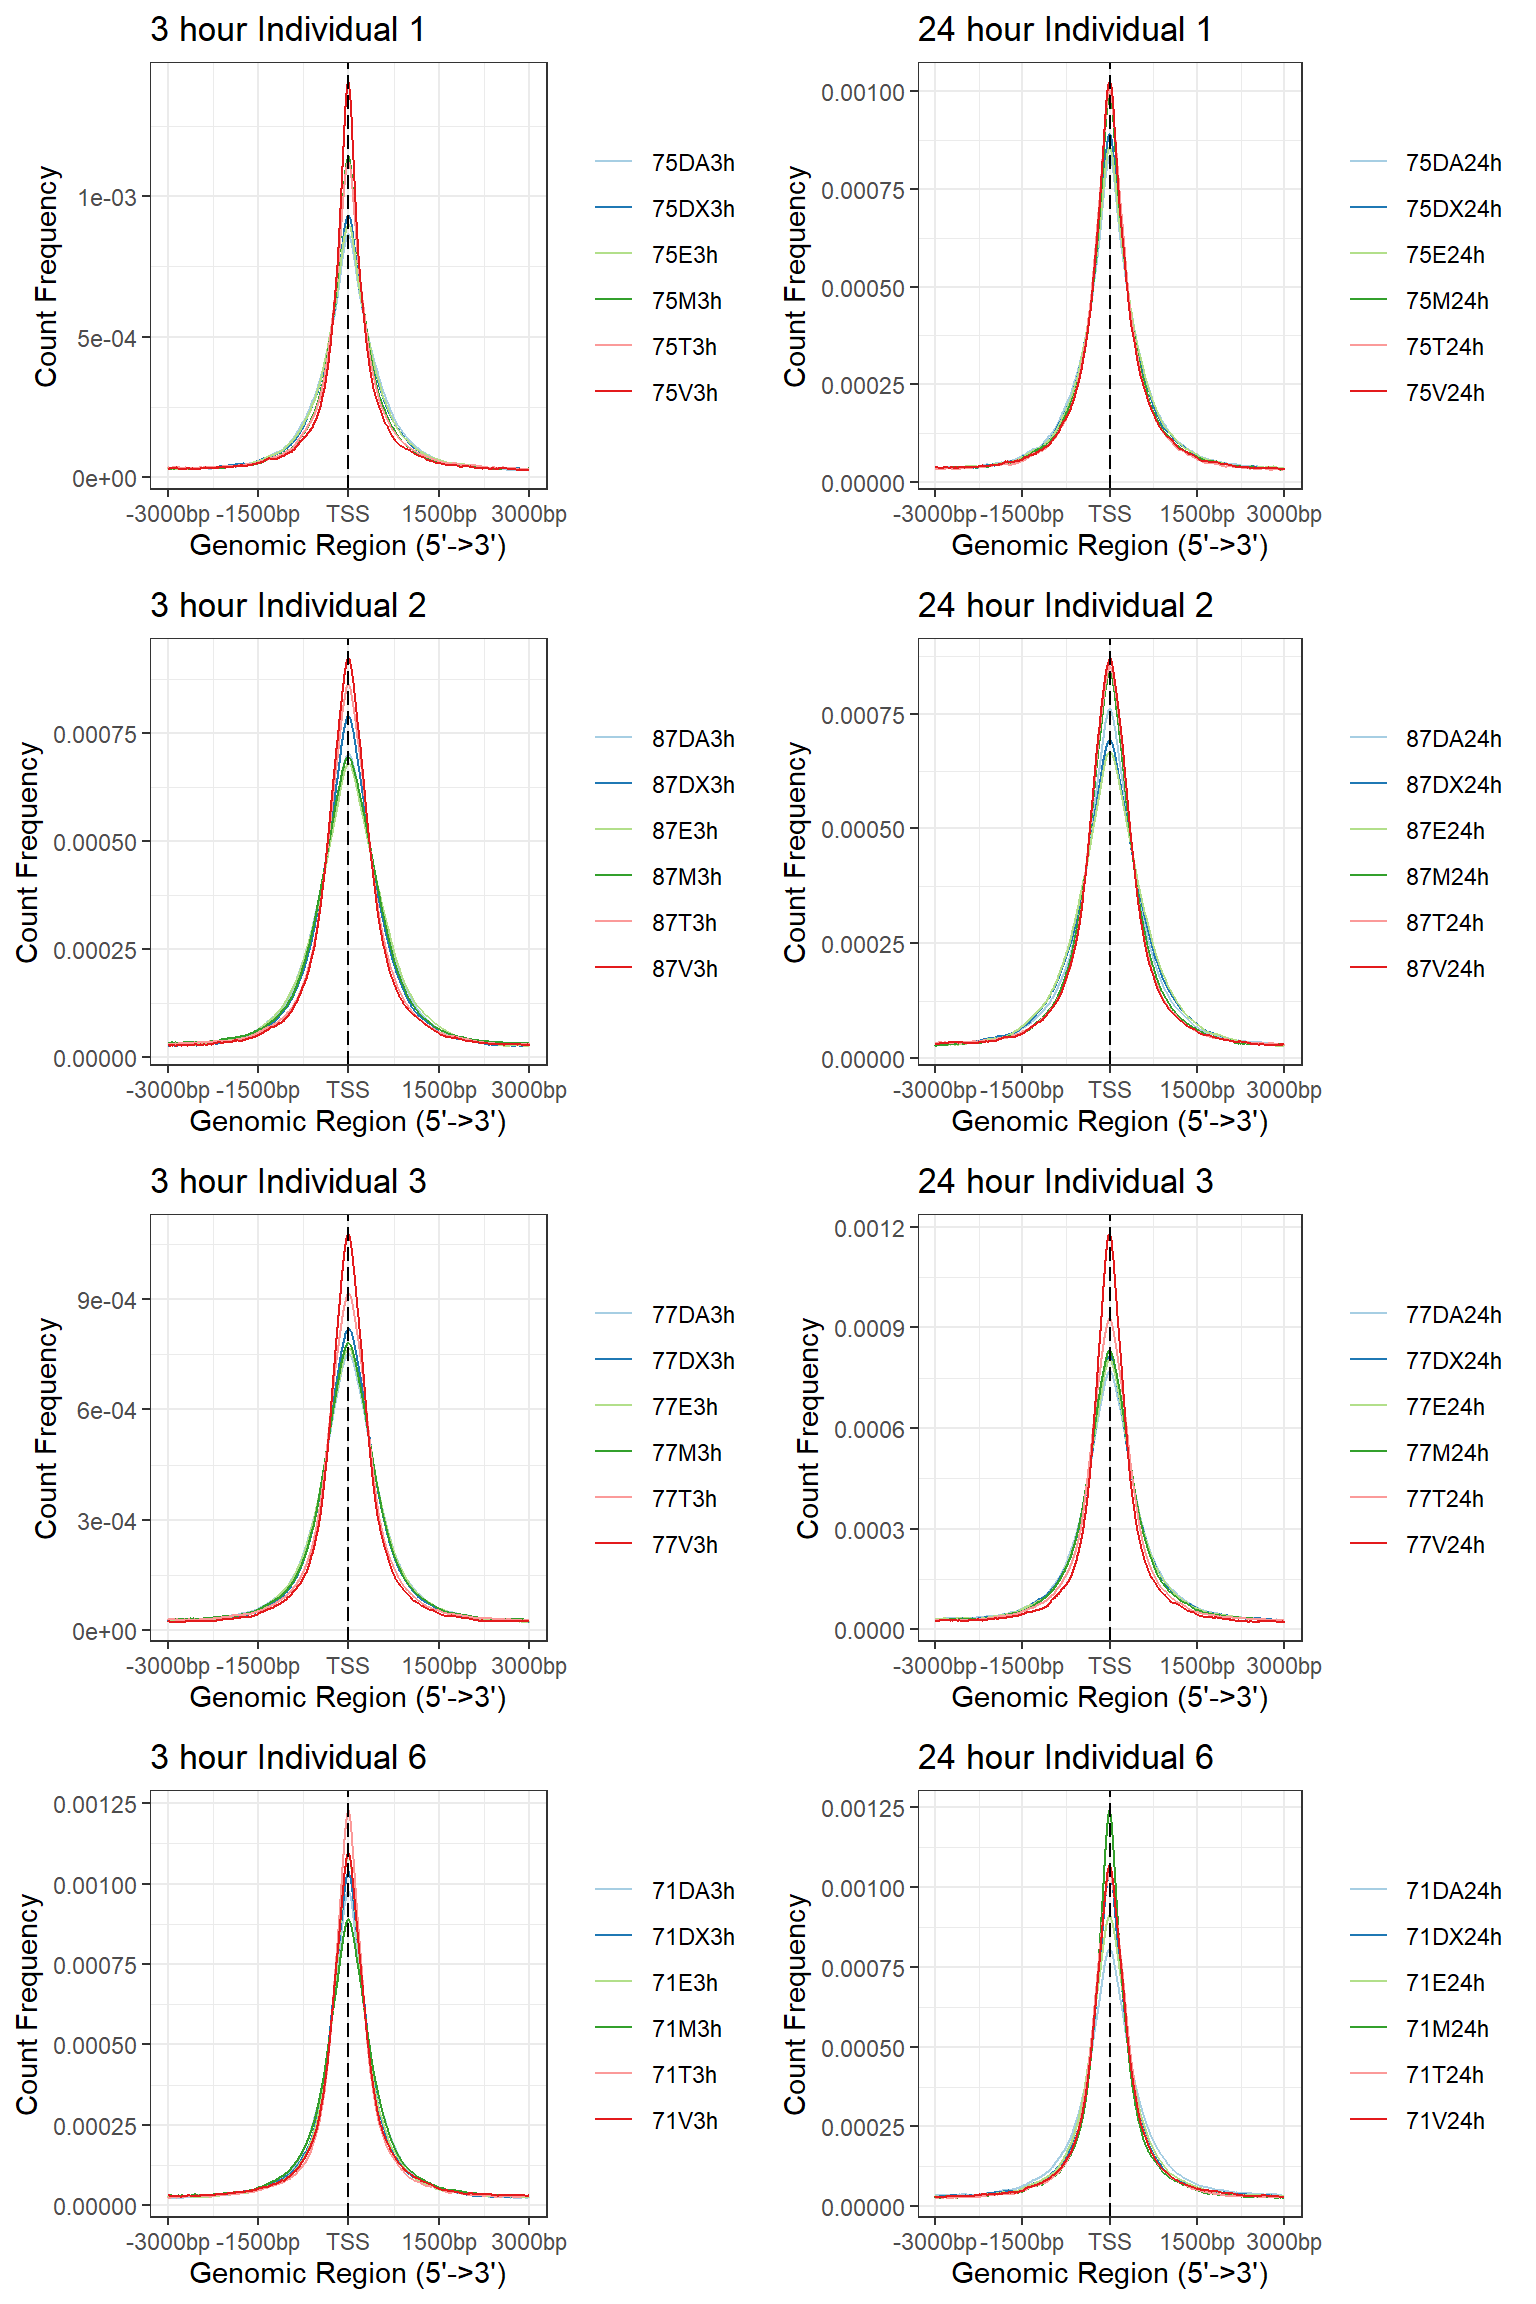 3 hour Individual 1
Count Frequency
1e-03
5e-04
0e+00
-3000bp -1500bp TSS 1500bp 3000bp
Genomic Region (5'->3')
75DA3h
75DX3h
75E3h
75M3h
75T3h
75V3h
24 hour Individual 1
Count Frequency
0.00100
0.00075
0.00050
0.00025
0.00000
-3000bp -1500bp TSS 1500bp 3000bp
Genomic Region (5'->3')
75DA24h
75DX24h
75E24h
75M24h
75T24h
75V24h
3 hour Individual 2
Count Frequency
0.00075
0.00050
0.00025
0.00000
-3000bp -1500bp TSS 1500bp 3000bp
Genomic Region (5'->3')
87DA3h
87DX3h
87E3h
87M3h
87T3h
87V3h
24 hour Individual 2
Count Frequency
0.00075
0.00050
0.00025
0.00000
-3000bp -1500bp TSS 1500bp 3000bp
Genomic Region (5'->3')
87DA24h
87DX24h
87E24h
87M24h
87T24h
87V24h
3 hour Individual 3
Count Frequency
9e-04
6e-04
3e-04
0e+00
-3000bp -1500bp TSS 1500bp 3000bp
Genomic Region (5'->3')
77DA3h
77DX3h
77E3h
77M3h
77T3h
77V3h
24 hour Individual 3
Count Frequency
0.0012
0.0009
0.0006
0.0003
0.0000
-3000bp -1500bp TSS 1500bp 3000bp
Genomic Region (5'->3')
77DA24h
77DX24h
77E24h
77M24h
77T24h
77V24h
3 hour Individual 6
Count Frequency
0.00125
0.00100
0.00075
0.00050
0.00025
0.00000
-3000bp -1500bp TSS 1500bp 3000bp
Genomic Region (5'->3')
71DA3h
71DX3h
71E3h
71M3h
71T3h
71V3h
24 hour Individual 6
Count Frequency
0.00125
0.00100
0.00075
0.00050
0.00025
0.00000
-3000bp -1500bp TSS 1500bp 3000bp
Genomic Region (5'->3')
71DA24h
71DX24h
71E24h
71M24h
71T24h
71V24h